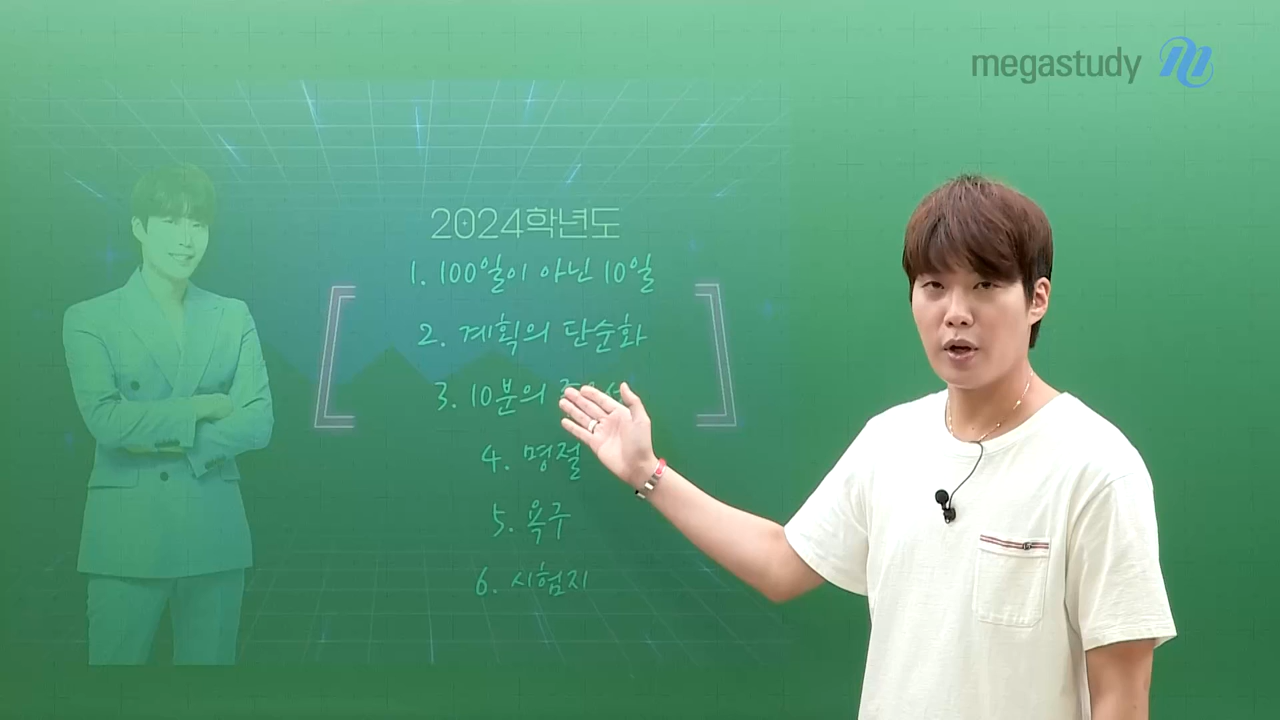 megastudy
2024학년도
1. 100일이 아닌 10일
2. 계획의 단순화
3. 10분의
4. 명절
5. 욕구
6. 시험지